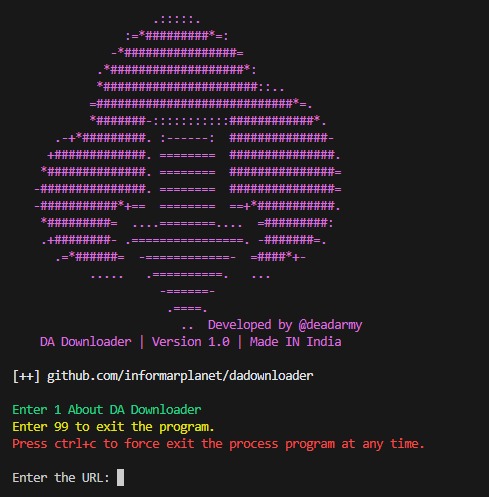 Developed by @deadarmy
DA Downloader | Version 1.0 | Made IN India
[++] github.com/informarplanet/dadownloader
Enter 1 About DA Downloader
Enter 99 to exit the program.
Press ctrl+c to force exit the process program at any time.
Enter the URL: